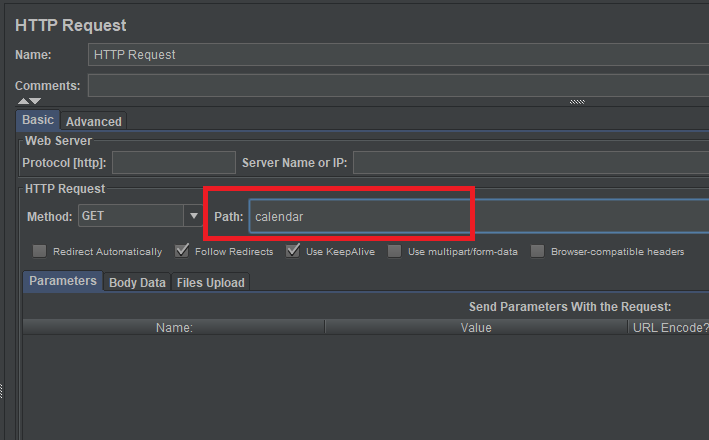 HTTP Request
Name: HTTP Request
Comments:
Basic Advanced
Web Server
Protocol [http]: Server Name or IP:
HTTP Request
Method: GET Path: calendar
Redirect Automatically Follow Redirects Use KeepAlive Use multipart/form-data Browser-compatible headers
Parameters Body Data Files Upload
Send Parameters With the Request:
Name: Value URL Encode?